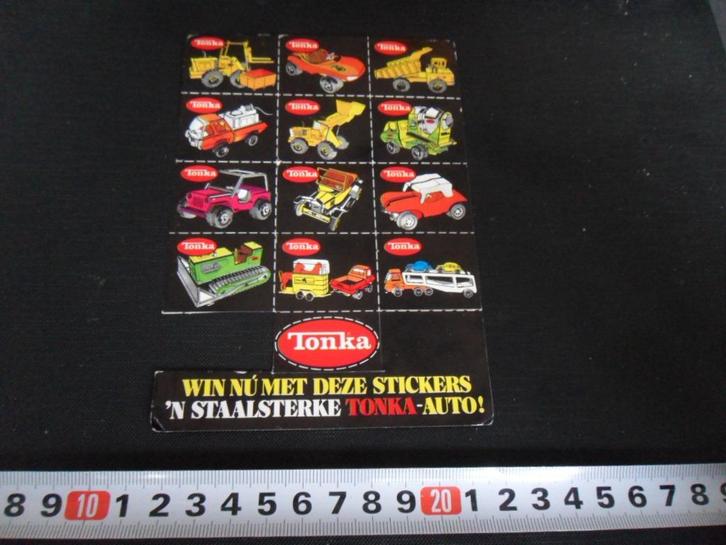 Tonka Tonka Tonka
Tonka Tonka Tonka
Tonka Tonka Tonka
Tonka Tonka Tonka
Tonka
WIN NÚ MET DEZE STICKERS
'N STAALSTERKE TONKA-AUTO!
8 9 10 1 2 3 4 5 6 7 8 9 20 1 2 3 4 5 6 7 8 9